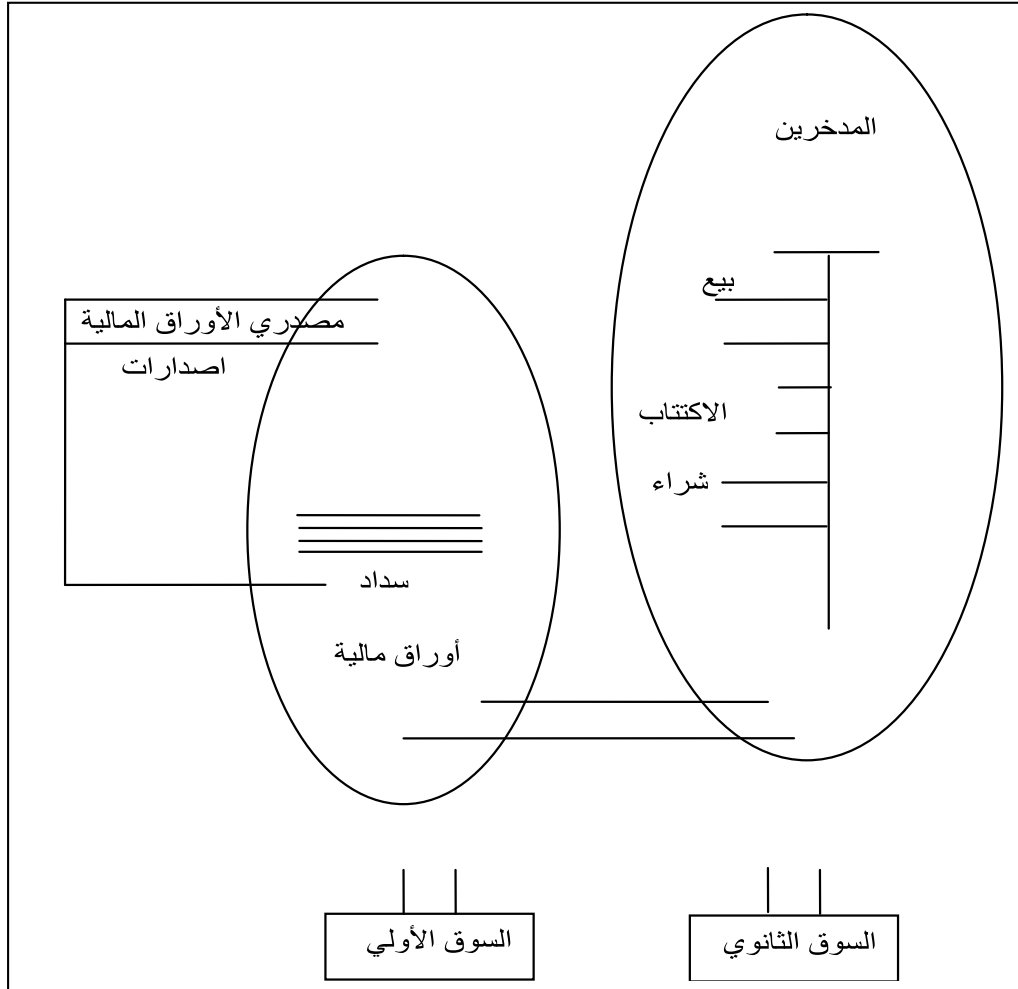 المدخرين
بيع
مصدري الأوراق المالية
اصدارات
الاكتتاب
شراء
سداد
أوراق مالية
السوق الثانوي
السوق الأولي